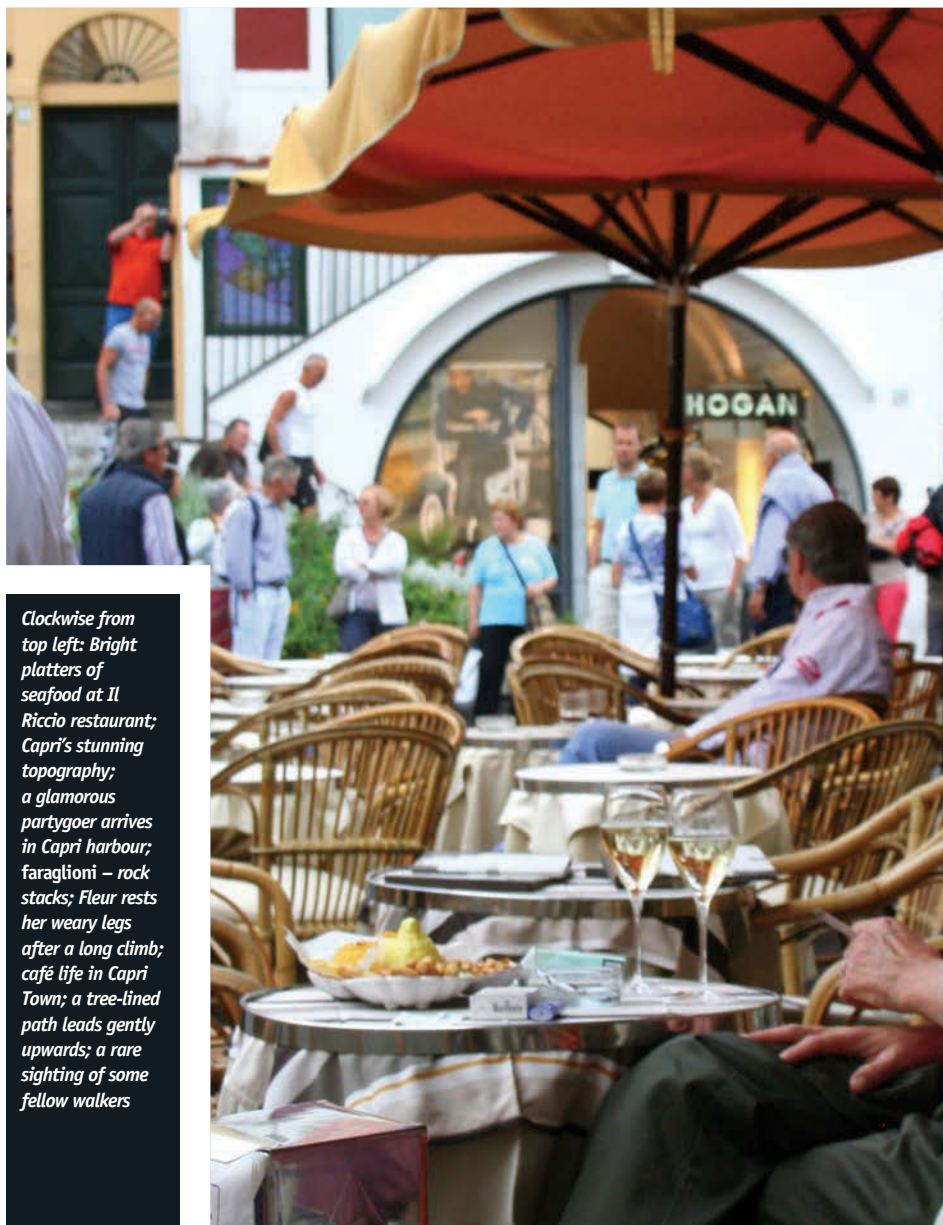 HOGAN
Clockwise from
top left: Bright
platters of
seafood at Il
Riccio restaurant;
Capri’s stunning
topography;
a glamorous
partygoer arrives
in Capri harbour;
faraglioni – rock
stacks; Fleur rests
her weary legs
after a long climb;
café life in Capri
Town; a tree-lined
path leads gently
upwards; a rare
sighting of some
fellow walkers
Marlboro